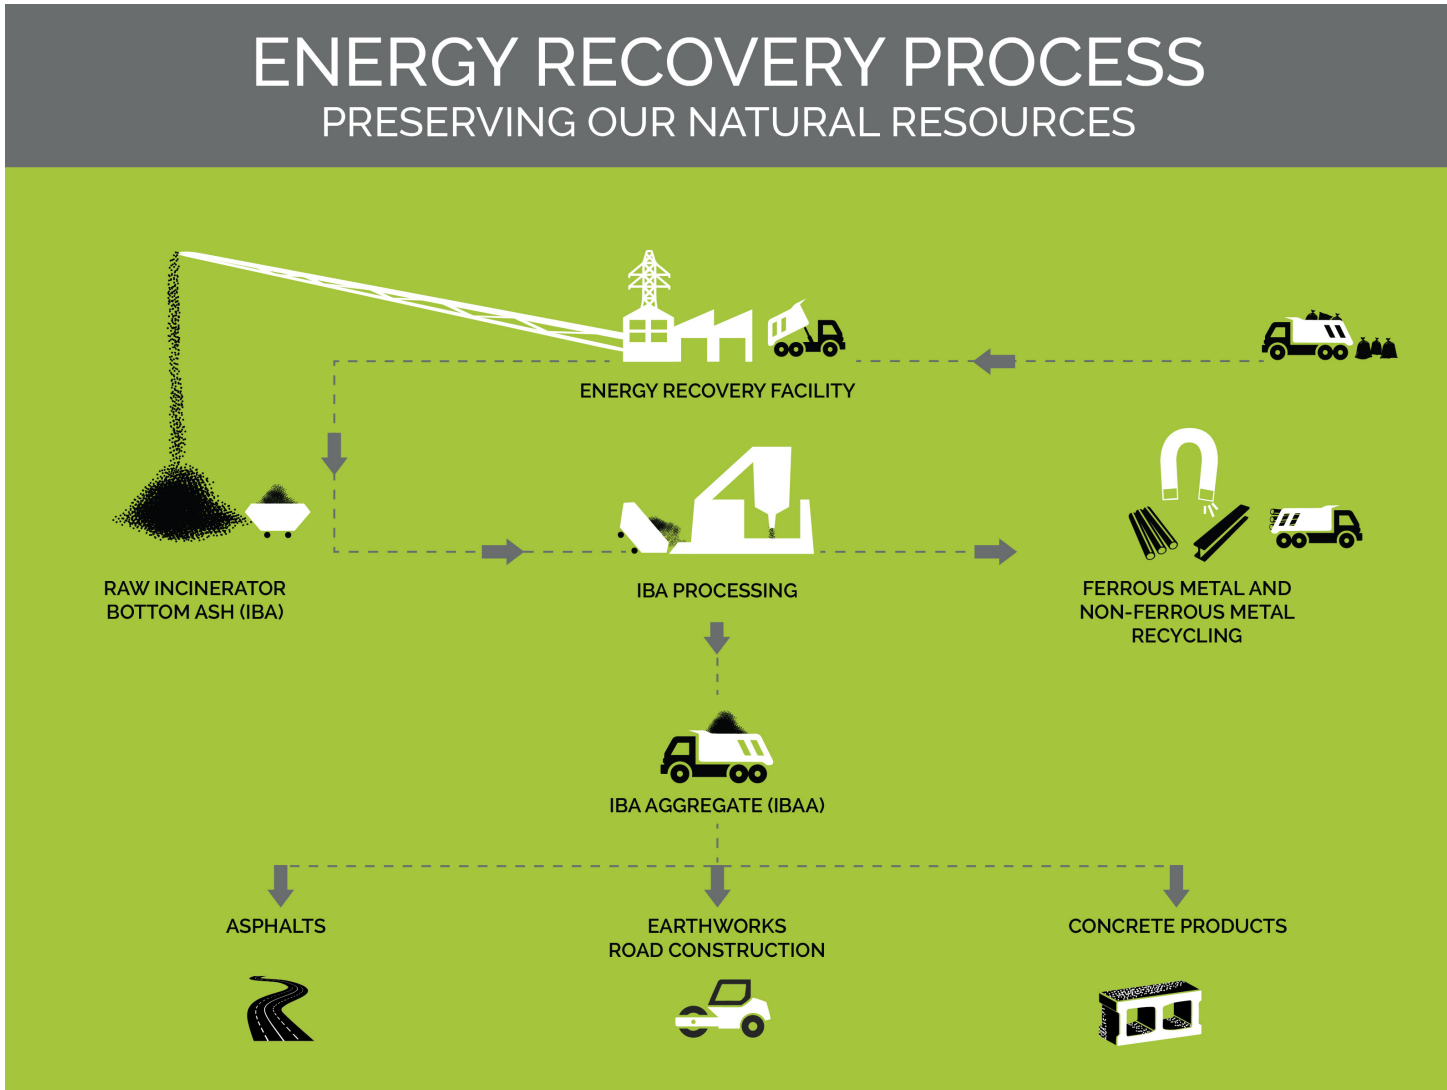 ENERGY RECOVERY PROCESS
PRESERVING OUR NATURAL RESOURCES
ENERGY RECOVERY FACILITY
RAW INCINERATOR
BOTTOM ASH (IBA)
IBA PROCESSING
FERROUS METAL AND
NON-FERROUS METAL
RECYCLING
IBA AGGREGATE (IBAA)
ASPHALTS
EARTHWORKS
ROAD CONSTRUCTION
CONCRETE PRODUCTS